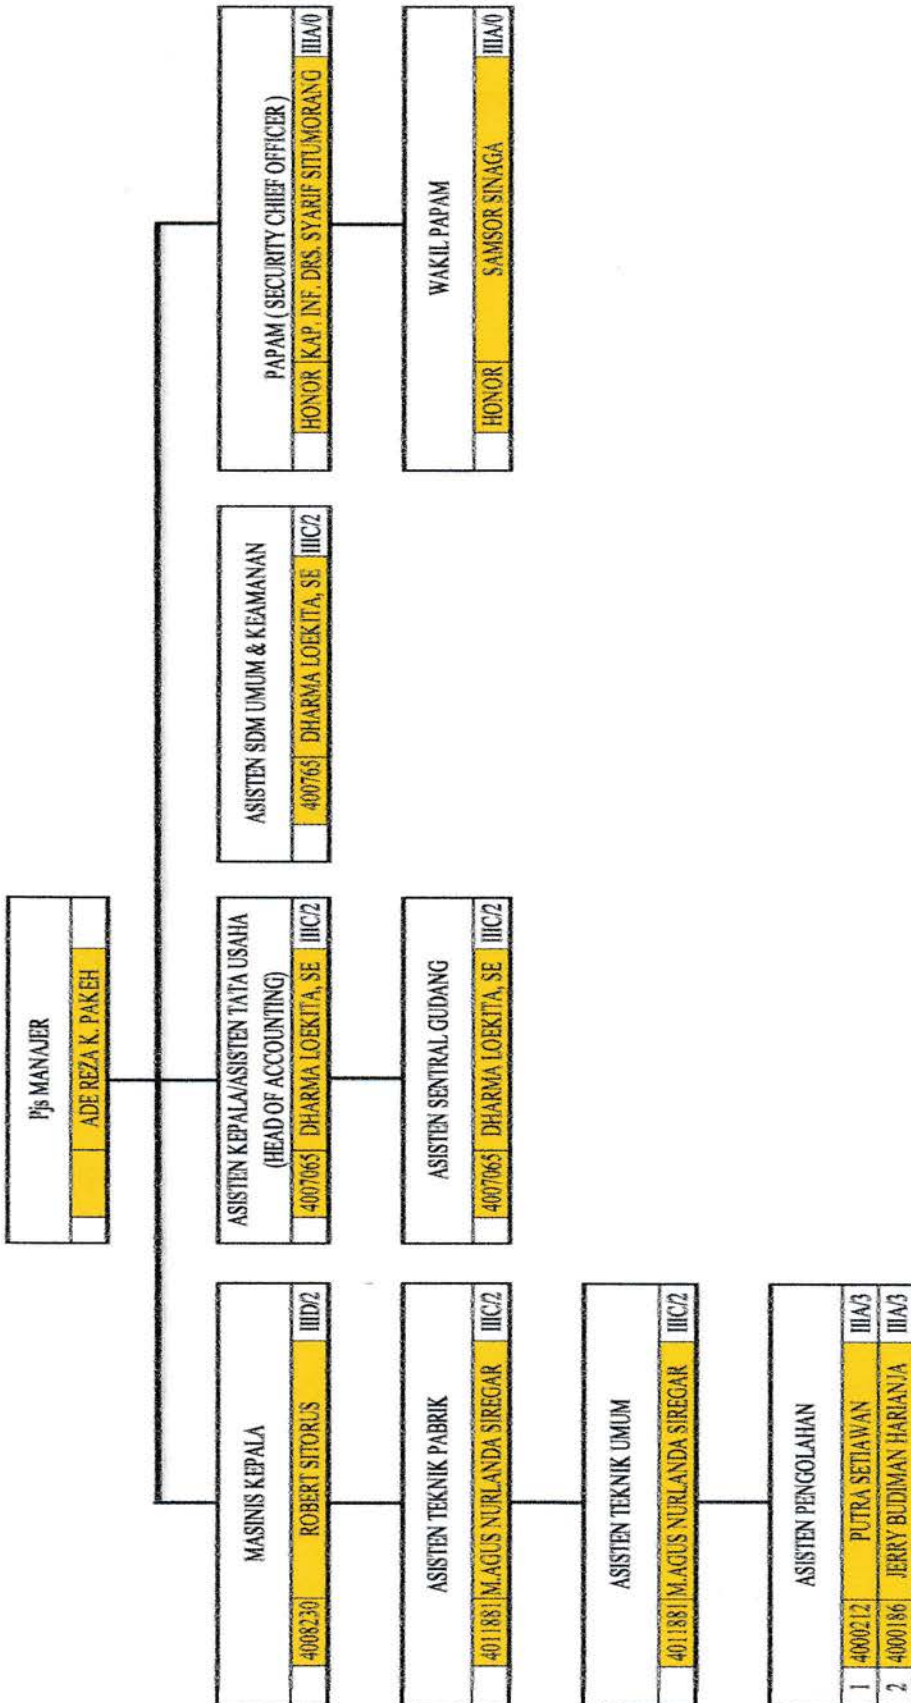 Pjs MANAJER
ADE REZA K. PAKEH
MASINIS KEPALA
4008230 ROBERT SITORUS IIID/2
ASISTEN TEKNIK PABRIK
4011881 M.AGUS NURLANDA SIREGAR IIIC/2
ASISTEN TEKNIK UMUM
4011881 M.AGUS NURLANDA SIREGAR IIIC/2
ASISTEN PENGOLAHAN
1 4000212 PUTRA SETIAWAN IIIA/3
2 4000186 JERRY BUDIMAN HARIANJA IIIA/3
ASISTEN KEPALA/ASISTEN TATA USAHA
(HEAD OF ACCOUNTING)
4007065 DHARMA LOEKITA, SE IIIC/2
ASISTEN SENTRAL GUDANG
4007065 DHARMA LOEKITA, SE IIIC/2
ASISTEN SDM UMUM & KEAMANAN
400765 DHARMA LOEKITA, SE IIIC/2
PAPAM ( SECURITY CHIEF OFFICER )
HONOR KAP. INF. DRS. SYARIF SITUMORANG IIIA/0
WAKIL PAPAM
HONOR SAMSOR SINAGA IIIA/0